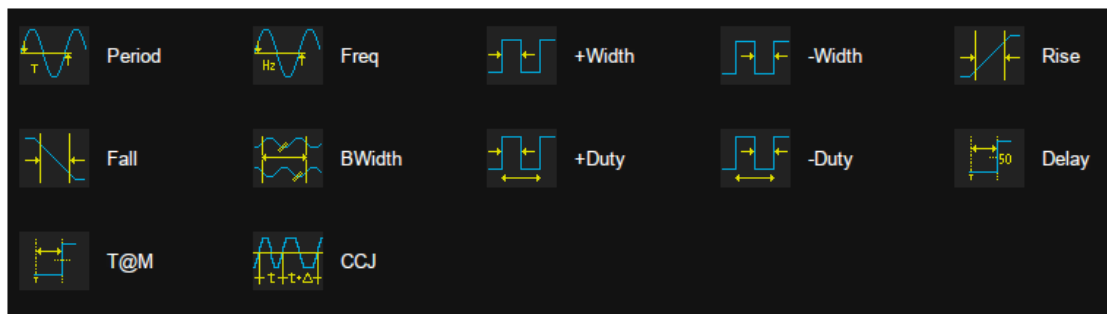 T Period Hz Freq +Width -Width Rise
Fall BWidth +Duty -Duty 50 T Delay
T T@M t t+Δ CCJ